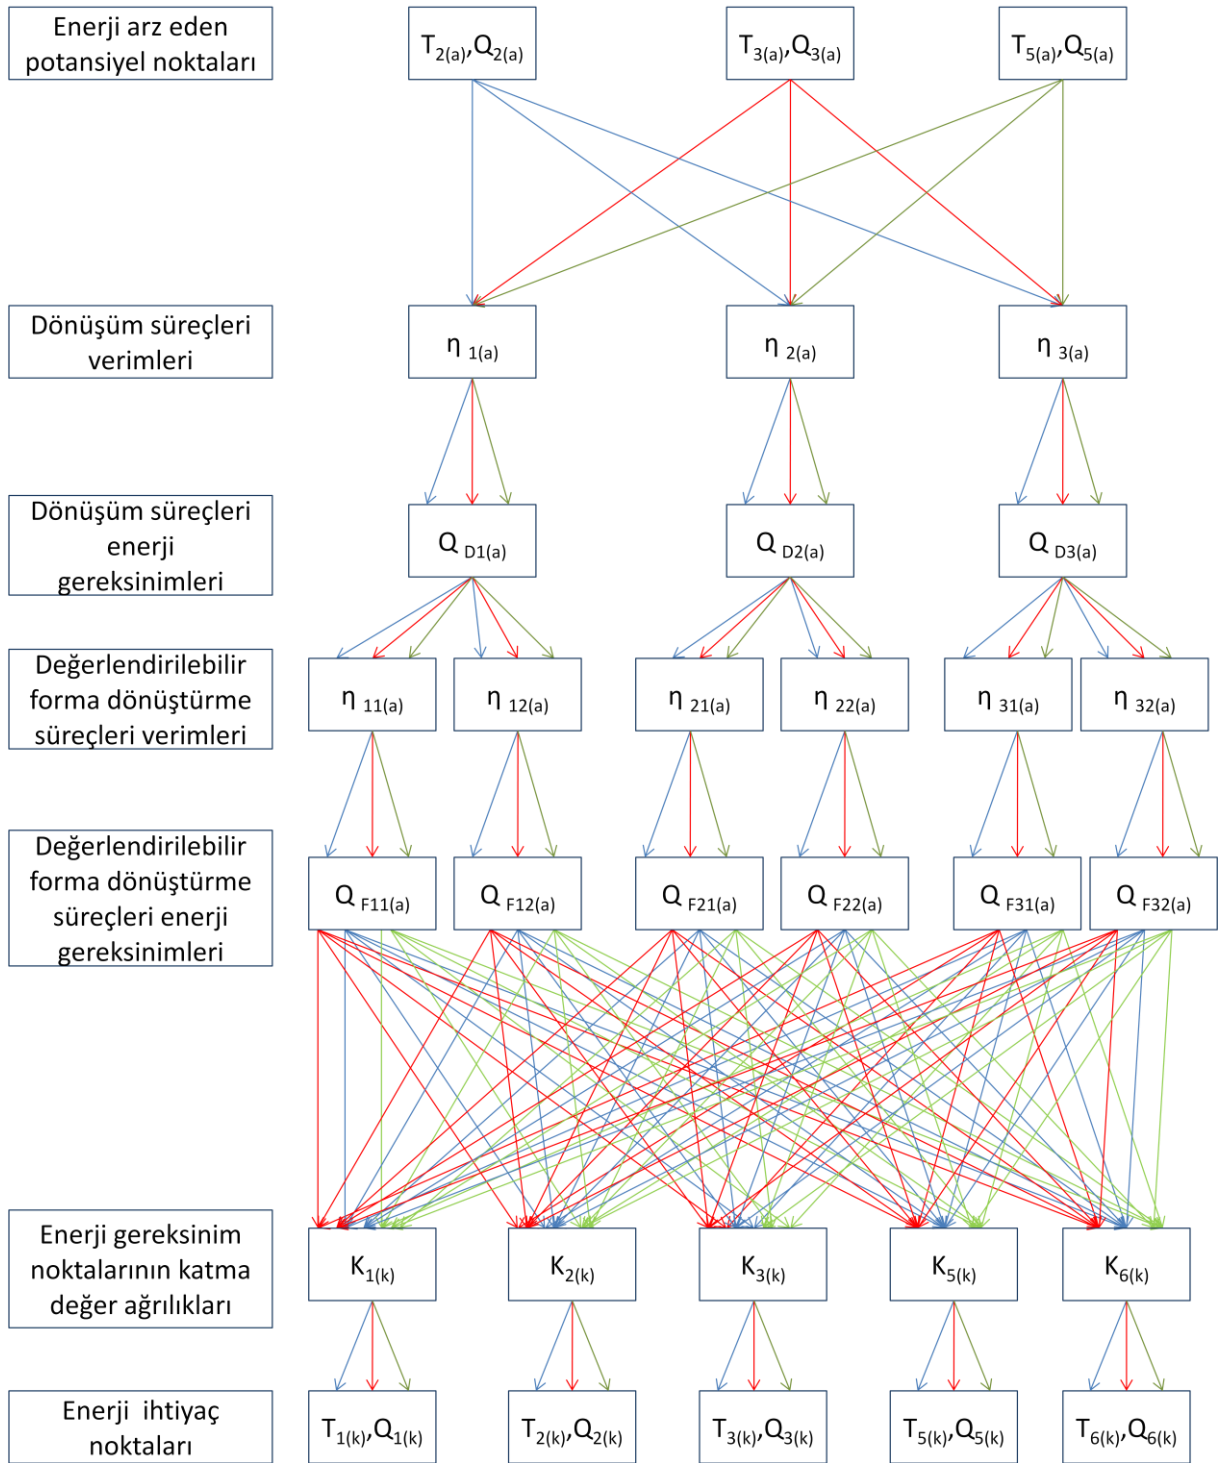 Enerji arz eden
potansiyel noktaları
T2(a),Q2(a)
T3(a),Q3(a)
T5(a),Q5(a)
Dönüşüm süreçleri
verimleri
η 1(a)
η 2(a)
η 3(a)
Dönüşüm süreçleri
enerji
gereksinimleri
Q D1(a)
Q D2(a)
Q D3(a)
Değerlendirilebilir
forma dönüştürme
süreçleri verimleri
η 11(a)
η 12(a)
η 21(a)
η 22(a)
η 31(a)
η 32(a)
Değerlendirilebilir
forma dönüştürme
süreçleri enerji
gereksinimleri
Q F11(a)
Q F12(a)
Q F21(a)
Q F22(a)
Q F31(a)
Q F32(a)
Enerji gereksinim
noktalarının katma
değer ağrılıkları
K1(k)
K2(k)
K3(k)
K5(k)
K6(k)
Enerji ihtiyaç
noktaları
T1(k),Q1(k)
T2(k),Q2(k)
T3(k),Q3(k)
T5(k),Q5(k)
T6(k),Q6(k)